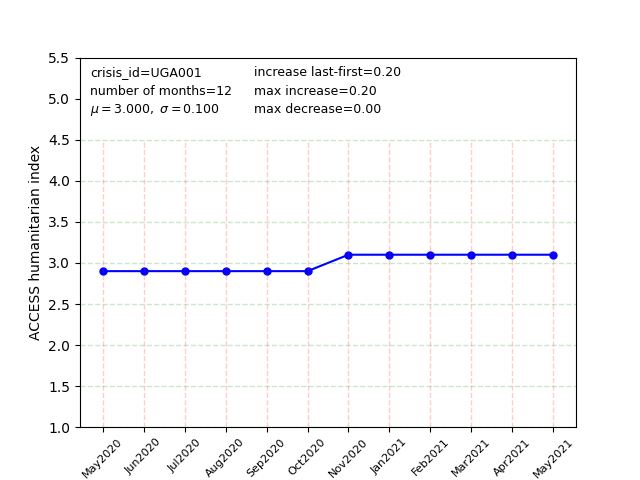 crisis_id=UGA001
number of months=12
μ = 3.000, σ = 0.100
increase last-first=0.20
max increase=0.20
max decrease=0.00
ACCESS humanitarian index
5.5
5.0
4.5
4.0
3.5
3.0
2.5
2.0
1.5
1.0
May2020
Jun2020
Jul2020
Aug2020
Sep2020
Oct2020
Nov2020
Jan2021
Feb2021
Mar2021
Apr2021
May2021